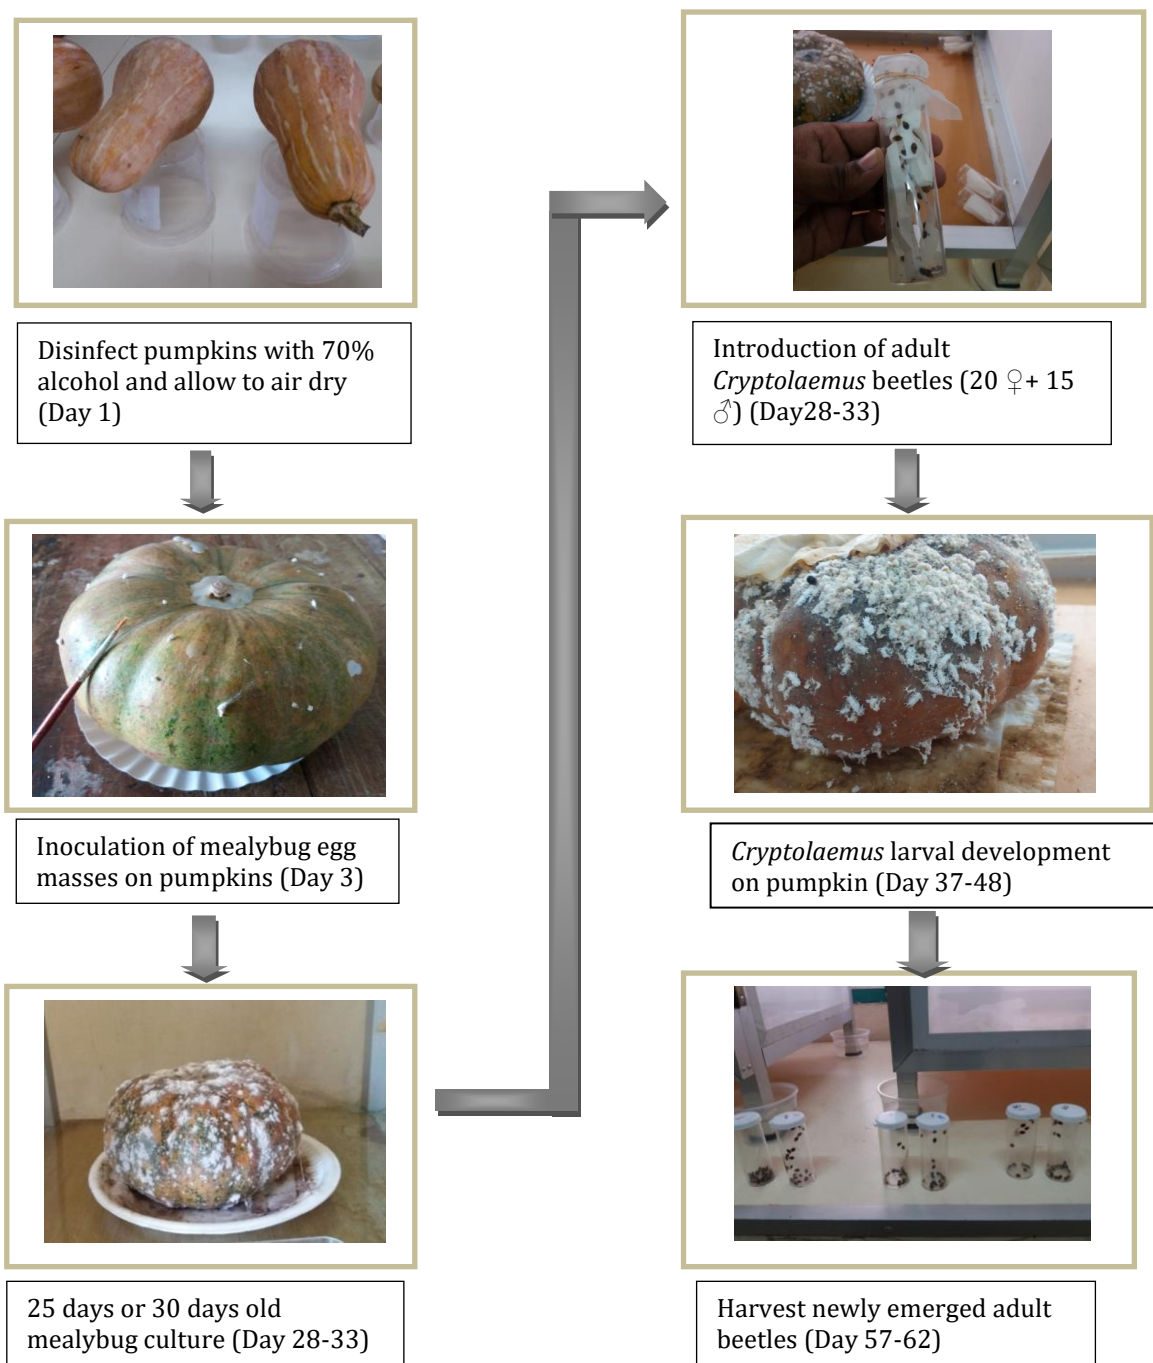 Disinfect pumpkins with 70%
alcohol and allow to air dry
(Day 1)
Inoculation of mealybug egg
masses on pumpkins (Day 3)
25 days or 30 days old
mealybug culture (Day 28-33)
Introduction of adult
Cryptolaemus beetles (20 ♀+ 15
♂) (Day28-33)
Cryptolaemus larval development
on pumpkin (Day 37-48)
Harvest newly emerged adult
beetles (Day 57-62)